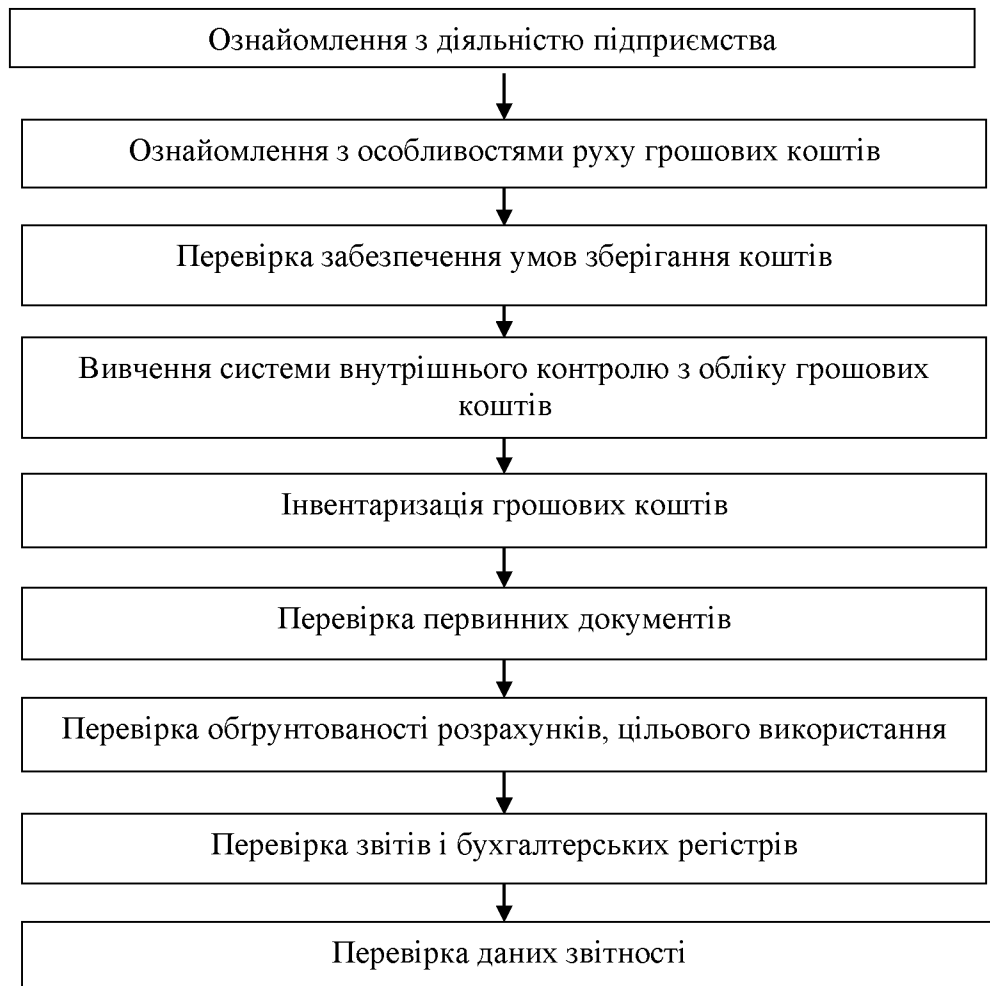 Ознайомлення з діяльністю підприємства
Ознайомлення з особливостями руху грошових коштів
Перевірка забезпечення умов зберігання коштів
Вивчення системи внутрішнього контролю з обліку грошових
коштів
Інвентаризація грошових коштів
Перевірка первинних документів
Перевірка обґрунтованості розрахунків, цільового використання
Перевірка звітів і бухгалтерських регістрів
Перевірка даних звітності